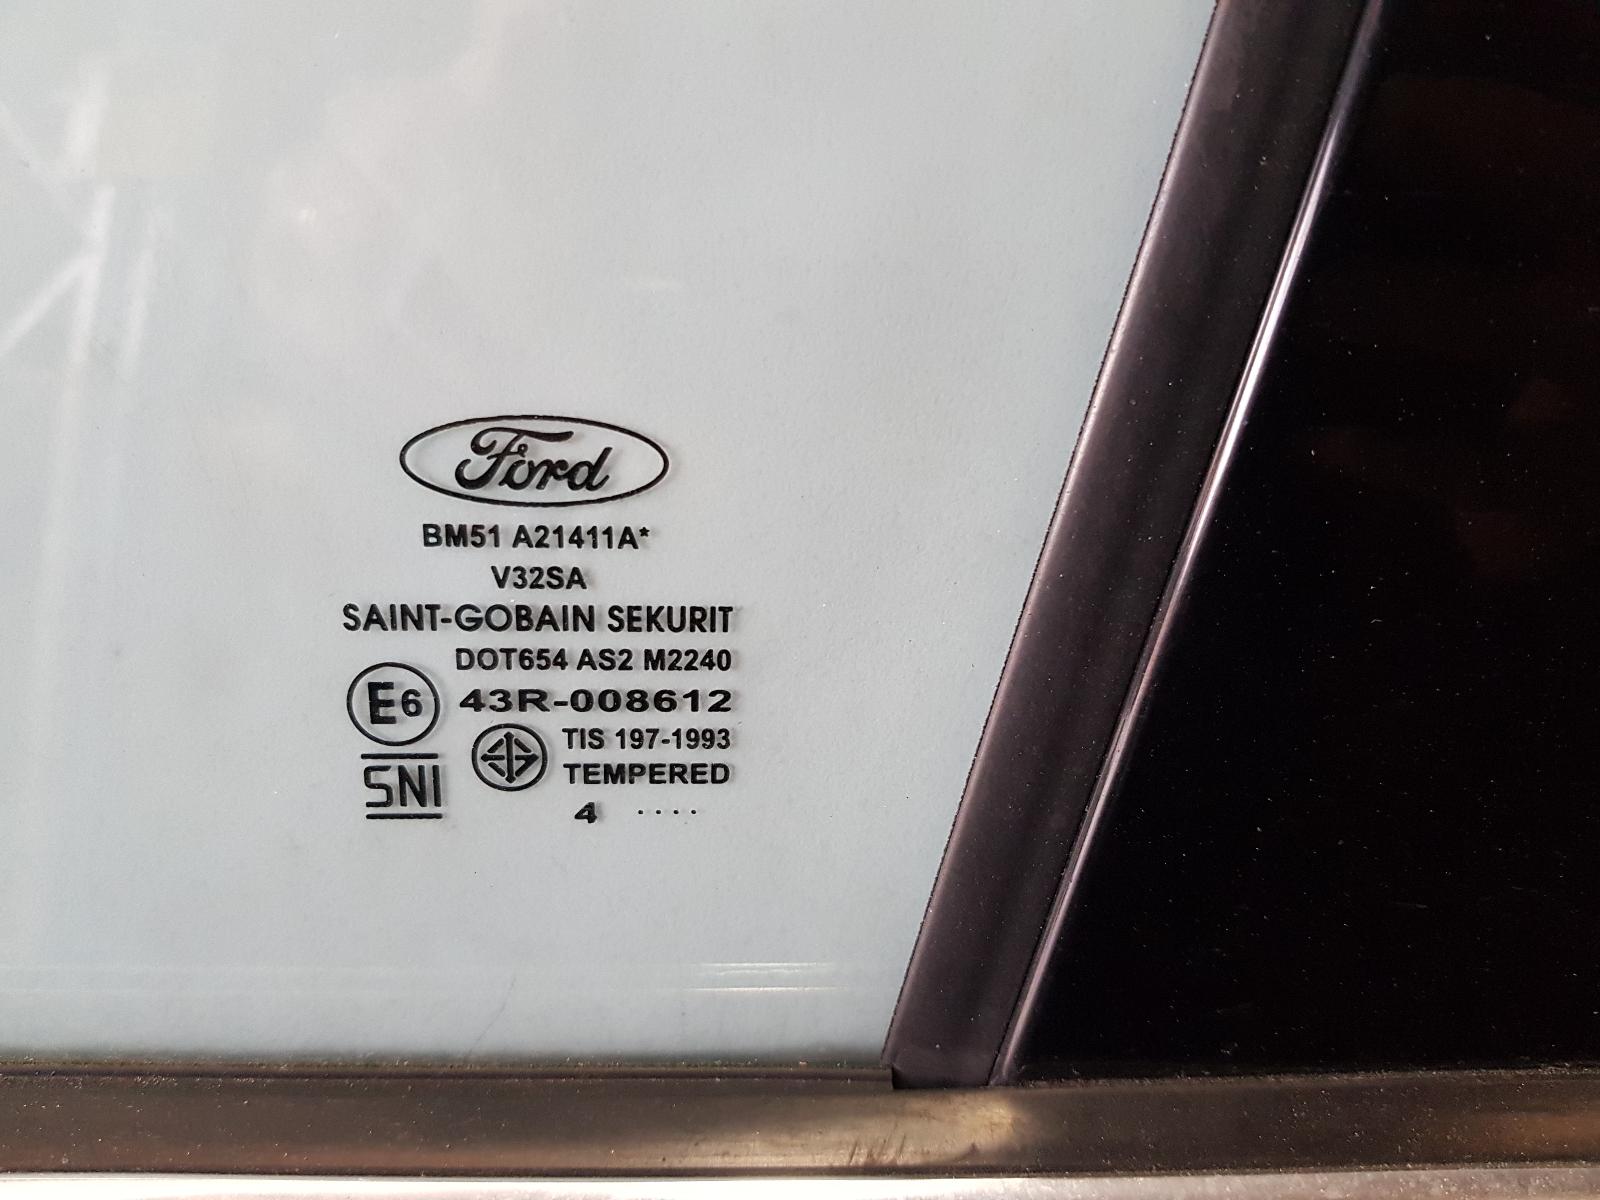 Ford
BM51 A21411A*
V32SA
SAINT-GOBAIN SEKURIT
DOT654 AS2 M2240
E6 43R-008612
TIS 197-1993
SNI TEMPERED
4 ....